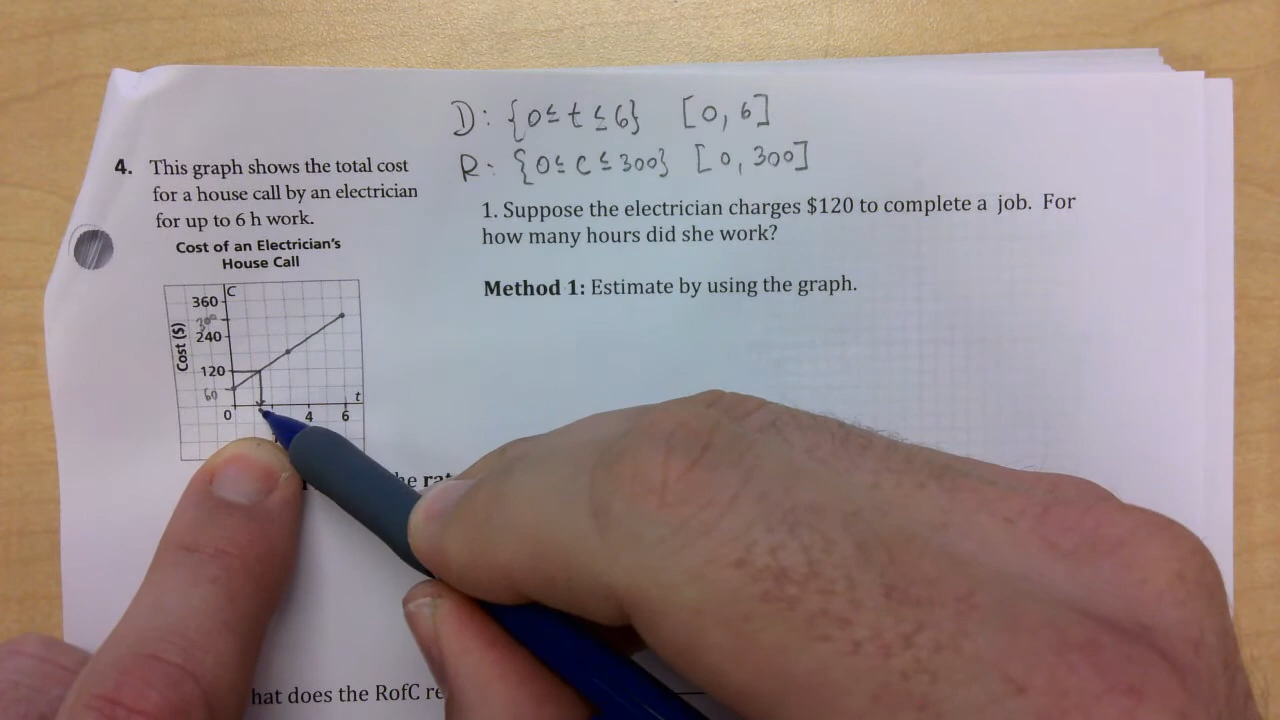 D: {0≤t≤6} [0, 6]
R: {0≤C≤300} [0, 300]
4. This graph shows the total cost
for a house call by an electrician
for up to 6 h work.
Cost of an Electrician's
House Call
C
360
300
240
120
60
0 4 6
t
Cost ($)
1. Suppose the electrician charges $120 to complete a job. For
how many hours did she work?
Method 1: Estimate by using the graph.
hat does the RofC